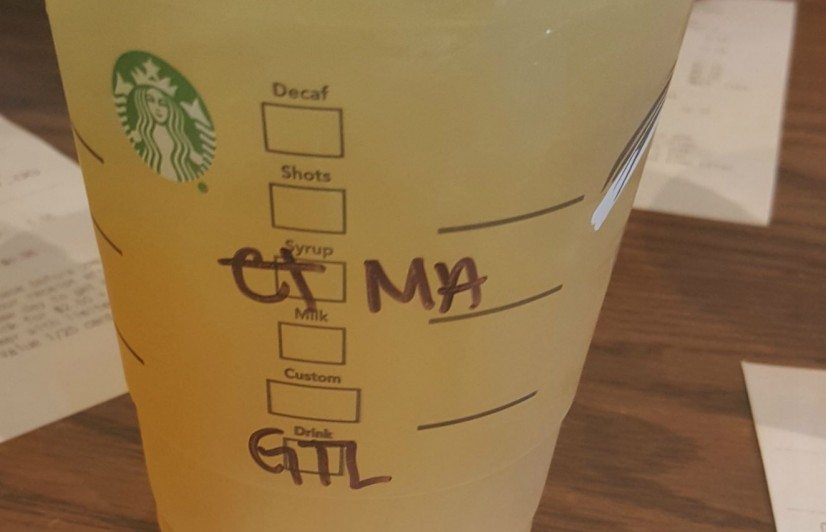 Decaf
Shots
Syrup
CT MA
Milk
Custom
Drink
GTL